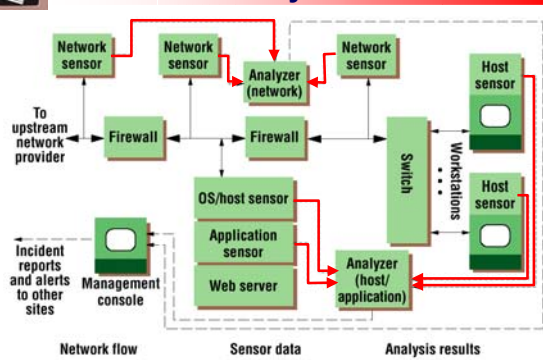 Network
sensor
Network
sensor
Network
sensor
Analyzer
(network)
Host
sensor
To
upstream
network
provider
Firewall
Firewall
Switch
Workstations
OS/host sensor
Application
sensor
Web server
Host
sensor
Analyzer
(host/
application)
Incident
reports
and alerts
to other
sites
Management
console
Network flow
Sensor data
Analysis results